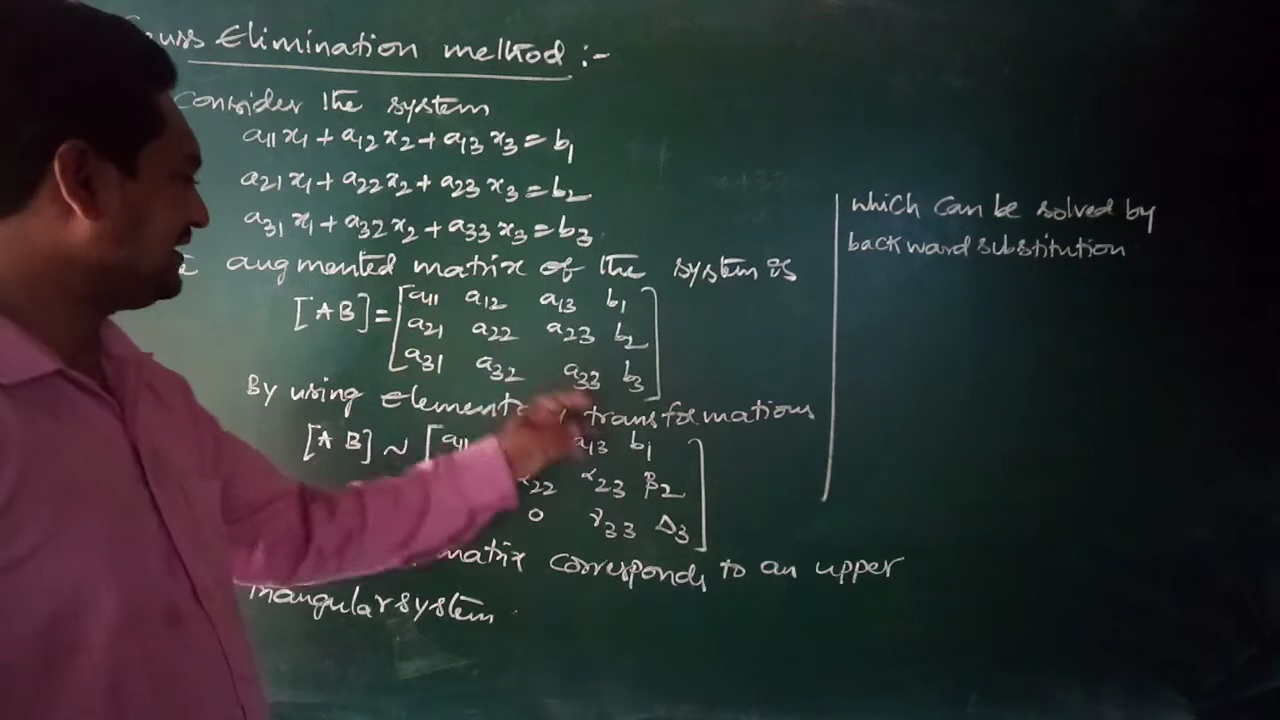 Elimination method :-
Consider the system
a11 x1 + a12 x2 + a13 x3 = b1
a21 x1 + a22 x2 + a23 x3 = b2
a31 x1 + a32 x2 + a33 x3 = b3
augmented matrix of the system is
[A B] = [a11 a12 a13 b1
a21 a22 a23 b2
a31 a32 a33 b3]
By using transformations
[A B] ~ [a11 a13 b1
α22 α23 β2
0 γ33 Δ3]
matrix corresponds to an upper
triangular system.
which can be solved by
backward substitution